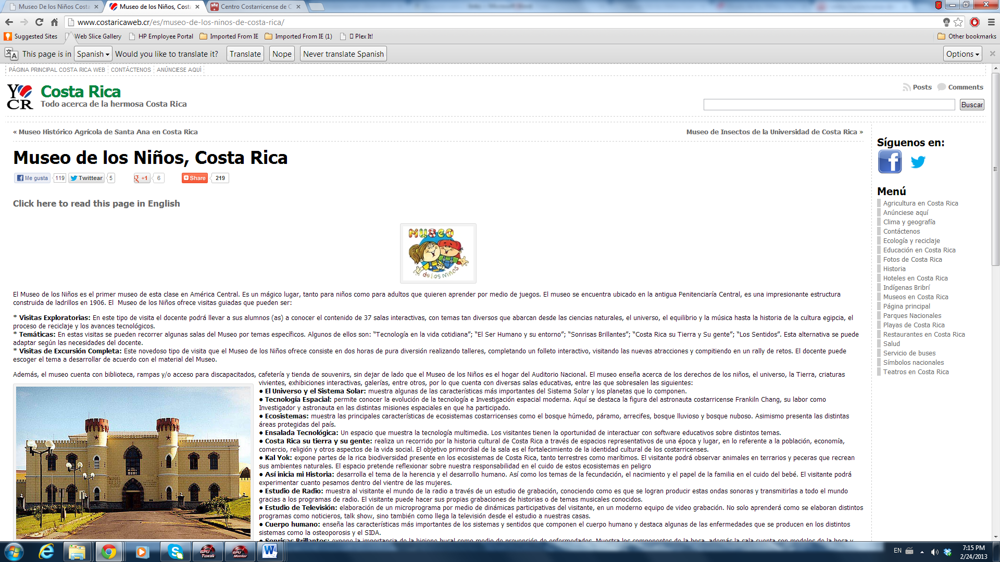 Museo De los Niños Costa
Museo de los Niños, Costa
Centro Costarricense de C
www.costaricaweb.cr/es/museo-de-los-ninos-de-costa-rica/
Suggested Sites
Web Slice Gallery
HP Employee Portal
Imported From IE
Imported From IE (1)
Plex It!
Other bookmarks
This page is in Spanish Would you like to translate it? Translate Nope Never translate Spanish Options
PÁGINA PRINCIPAL COSTA RICA WEB CONTÁCTENOS ANÚNCIESE AQUÍ
Y CR
Costa Rica
Todo acerca de la hermosa Costa Rica
Posts Comments
Buscar
« Museo Histórico Agrícola de Santa Ana en Costa Rica
Museo de Insectos de la Universidad de Costa Rica »
Museo de los Niños, Costa Rica
Me gusta 119 Twittear 5 +1 6 Share 219
Click here to read this page in English
MUSEO
de los Niños
El Museo de los Niños es el primer museo de esta clase en América Central. Es un mágico lugar, tanto para niños como para adultos que quieren aprender por medio de juegos. El museo se encuentra ubicado en la antigua Penitenciaría Central, es una impresionante estructura
construida de ladrillos en 1906. El  Museo de los Niños ofrece visitas guiadas que pueden ser:
* Visitas Exploratorias: En este tipo de visita el docente podrá llevar a sus alumnos (as) a conocer el contenido de 37 salas interactivas, con temas tan diversos que abarcan desde las ciencias naturales, el universo, el equilibrio y la música hasta la historia de la cultura egipcia, el
proceso de reciclaje y los avances tecnológicos.
* Temáticas: En estas visitas se pueden recorrer algunas salas del Museo por temas específicos. Algunos de ellos son: “Tecnología en la vida cotidiana”; “El Ser Humano y su entorno”; “Sonrisas Brillantes”; “Costa Rica su Tierra y Su gente”; “Los Sentidos”. Esta alternativa se puede
adaptar según las necesidades del docente.
* Visitas de Excursión Completa: Este novedoso tipo de visita que el Museo de los Niños ofrece consiste en dos horas de pura diversión realizando talleres, completando un folleto interactivo, visitando las nuevas atracciones y compitiendo en un rally de retos. El docente puede
escoger el tema a desarrollar de acuerdo con el material del Museo.
Además, el museo cuenta con biblioteca, rampas y/o acceso para discapacitados, cafetería y tienda de souvenirs, sin dejar de lado que el Museo de los Niños es el hogar del Auditorio Nacional. El museo enseña acerca de los derechos de los niños, el universo, la Tierra, criaturas
vivientes, exhibiciones interactivas, galerías, entre otros, por lo que cuenta con diversas salas educativas, entre las que sobresalen las siguientes:
● El Universo y el Sistema Solar: muestra algunas de las características más importantes del Sistema Solar y los planetas que lo componen.
● Tecnología Espacial: permite conocer la evolución de la tecnología e Investigación espacial moderna. Aquí se destaca la figura del astronauta costarricense Frankiln Chang, su labor como
Investigador y astronauta en las distintas misiones espaciales en que ha participado.
● Ecosistemas: muestra las principales características de ecosistemas costarricenses como el bosque húmedo, páramo, arrecifes, bosque lluvioso y bosque nuboso. Asimismo presenta las distintas
áreas protegidas del país.
● Ensalada Tecnológica: Un espacio que muestra la tecnología multimedia. Los visitantes tienen la oportunidad de interactuar con software educativos sobre distintos temas.
● Costa Rica su tierra y su gente: realiza un recorrido por la historia cultural de Costa Rica a través de espacios representativos de una época y lugar, en lo referente a la población, economía,
comercio, religión y otros aspectos de la vida social. El objetivo primordial de la sala es el fortalecimiento de la identidad cultural de los costarricenses.
● Kal Yok: expone partes de la rica biodiversidad presente en los ecosistemas de Costa Rica, tanto terrestres como marítimos. El visitante podrá observar animales en terrarios y peceras que recrean
sus ambientes naturales. El espacio pretende reflexionar sobre nuestra responsabilidad en el cuido de estos ecosistemas en peligro
● Así inicia mi Historia: desarrolla el tema de la herencia y el desarrollo humano. Así como los temas de la fecundación, el nacimiento y el papel de la familia en el cuido del bebé. El visitante podrá
experimentar cuanto pesamos dentro del vientre de las mujeres.
● Estudio de Radio: muestra al visitante el mundo de la radio a través de un estudio de grabación, conociendo como es que se logran producir estas ondas sonoras y transmitirlas a todo el mundo
gracias a los programas de radio. El visitante puede hacer sus propias grabaciones de historias o de temas musicales conocidos.
● Estudio de Televisión: elaboración de un microprograma por medio de dinámicas participativas del visitante, en un moderno equipo de video grabación. No solo aprenderá como se elaboran distintos
programas como noticieros, talk show, sino también como llega la televisión desde el estudio a nuestras casas.
● Cuerpo humano: enseña las características más importantes de los sistemas y sentidos que componen el cuerpo humano y destaca algunas de las enfermedades que se producen en los distintos
sistemas como la osteoporosis y el SIDA.
● Sonrisas Brillantes: expone la importancia de la higiene bucal como medio de prevención de enfermedades. Muestra los componentes de la boca, además la sala cuenta con modelos de la boca y
Síguenos en:
Menú
Agricultura en Costa Rica
Anúnciese aquí
Clima y geografía
Contáctenos
Ecología y reciclaje
Educación en Costa Rica
Fotos de Costa Rica
Historia
Hoteles en Costa Rica
Indígenas Bribrí
Museos en Costa Rica
Página principal
Parques Nacionales
Playas de Costa Rica
Restaurantes en Costa Rica
Salud
Servicio de buses
Símbolos nacionales
Teatros en Costa Rica
GPU Tweak
GPU Monitor
EN
7:15 PM
2/24/2013